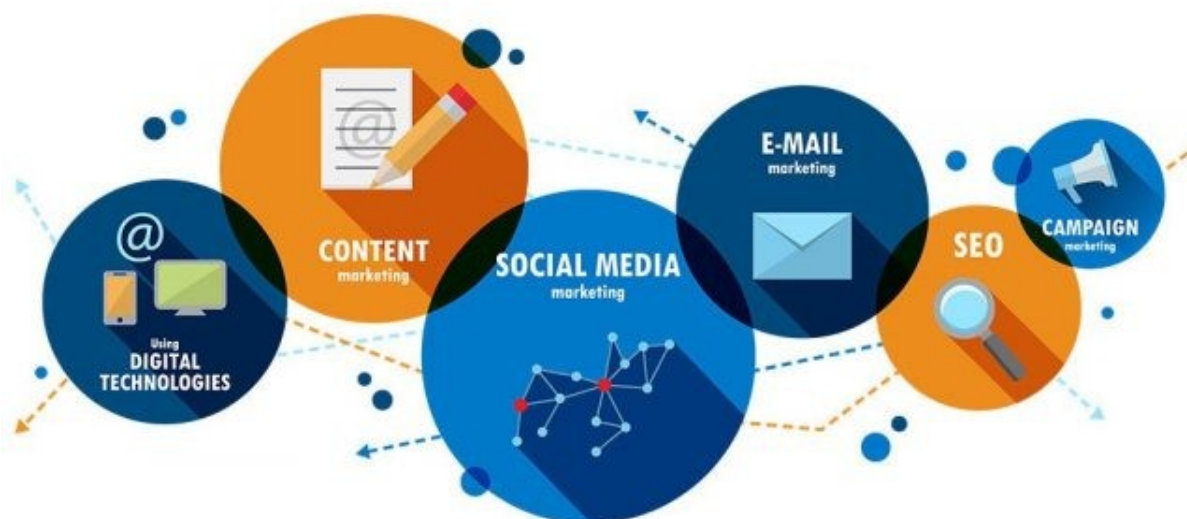 @
Using
DIGITAL
TECHNOLOGIES
@
CONTENT
marketing
SOCIAL MEDIA
marketing
E-MAIL
marketing
SEO
CAMPAIGN
marketing